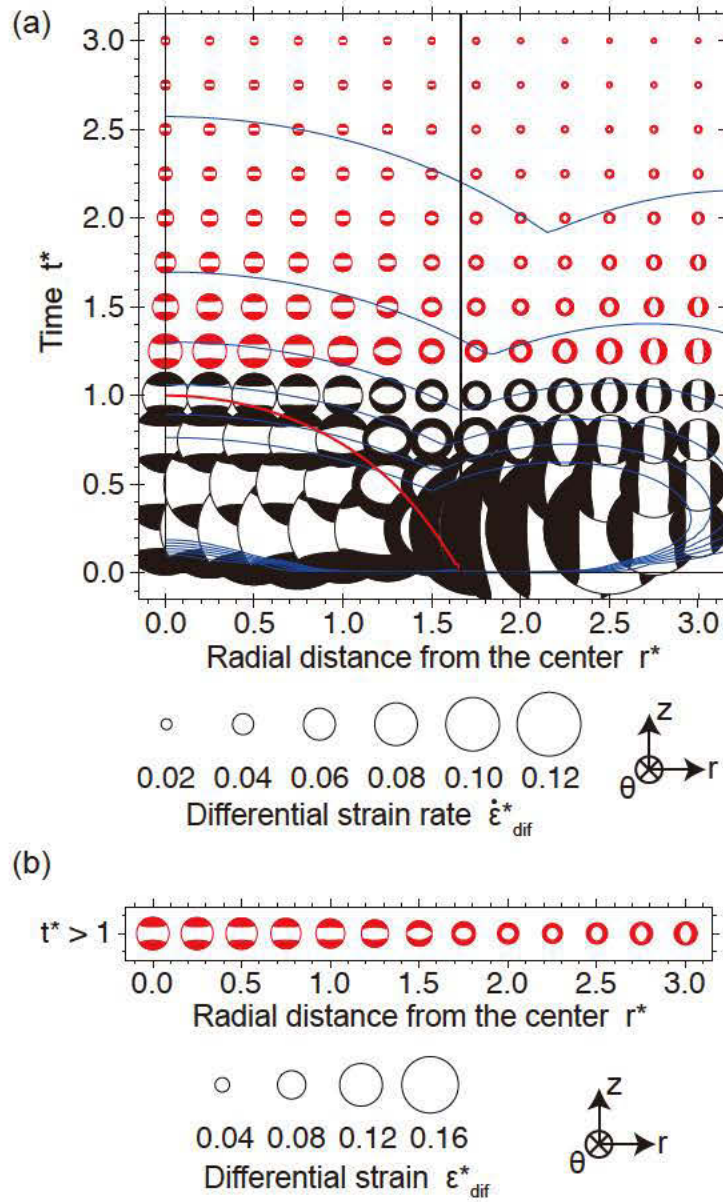 (a)
3.0
2.5
2.0
1.5
1.0
0.5
0.0
Time t*
0.0 0.5 1.0 1.5 2.0 2.5 3.0
Radial distance from the center r*
0.02 0.04 0.06 0.08 0.10 0.12
Differential strain rate ε̇*dif
z
r
θ
(b)
t* > 1
0.0 0.5 1.0 1.5 2.0 2.5 3.0
Radial distance from the center r*
0.04 0.08 0.12 0.16
Differential strain ε*dif
z
r
θ